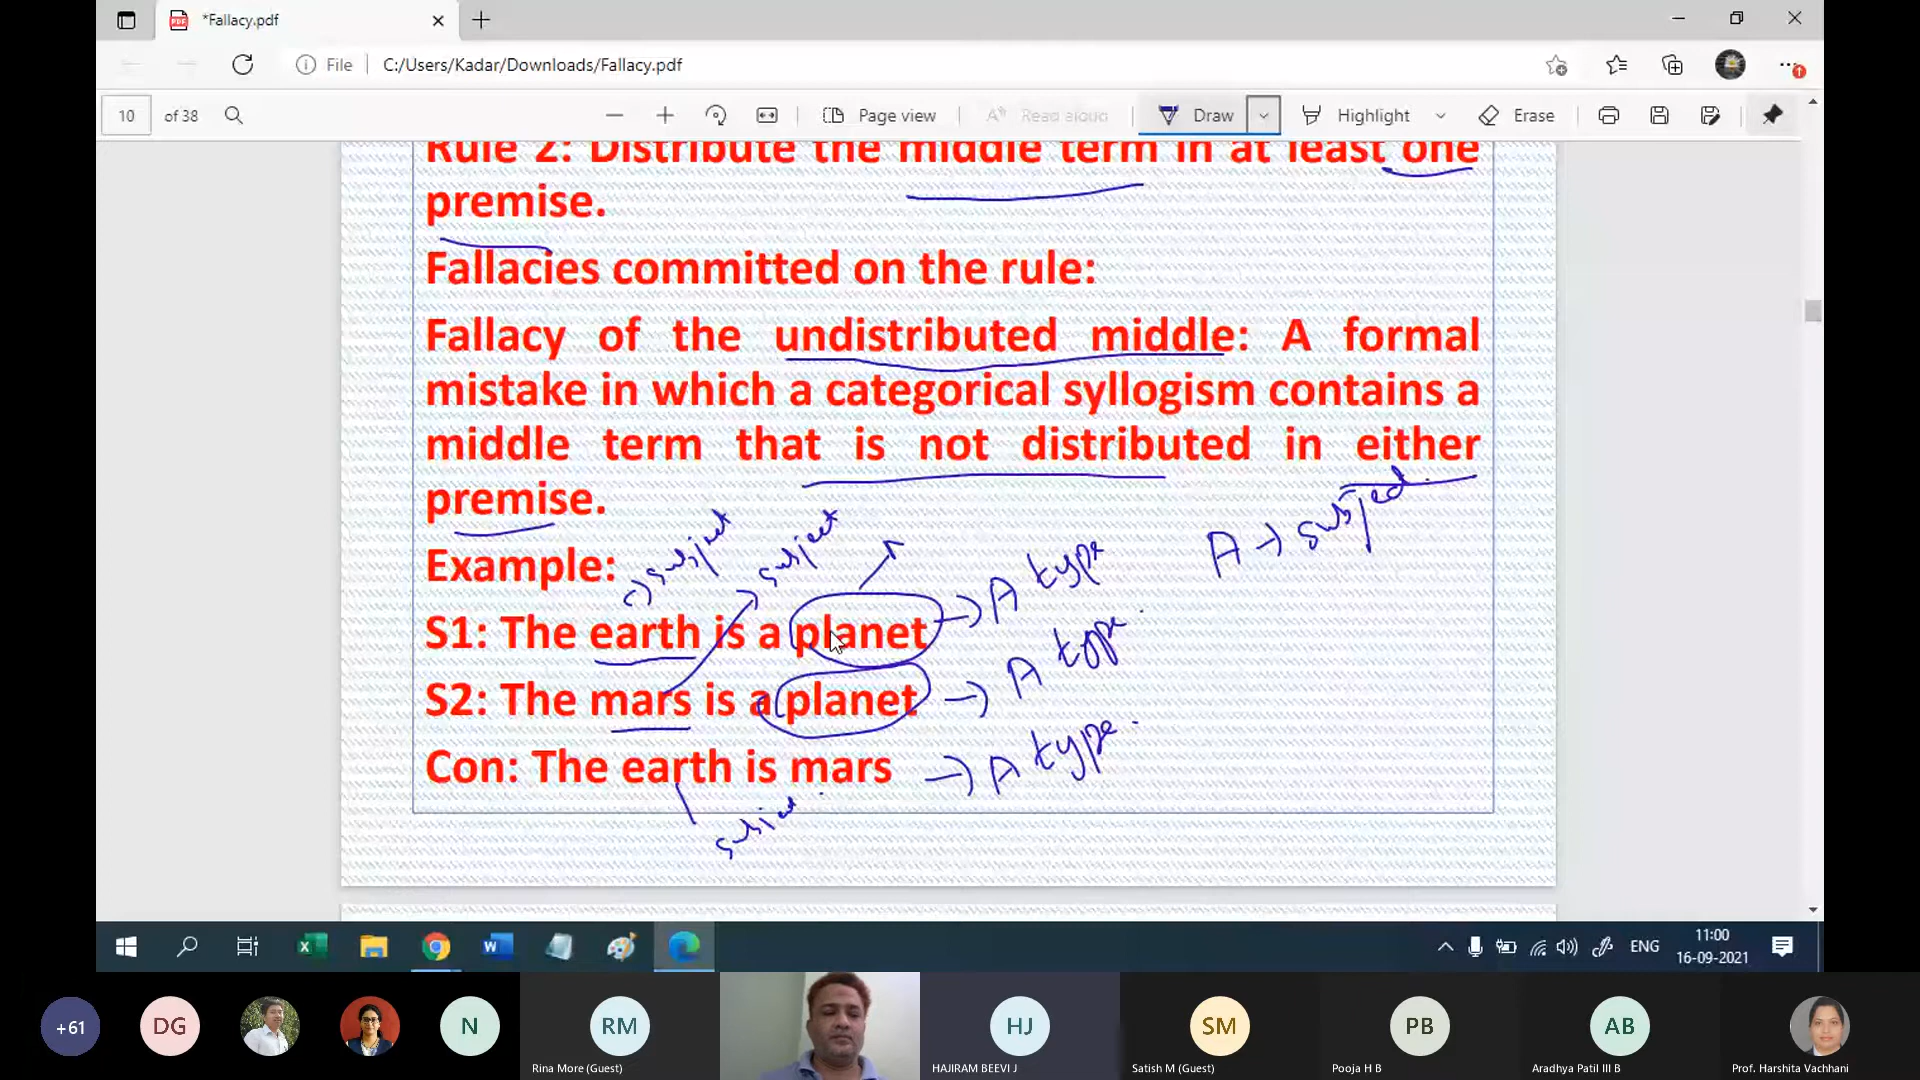 *Fallacy.pdf
File C:/Users/Kadar/Downloads/Fallacy.pdf
10 of 38 Page view Read aloud Draw Highlight Erase
Rule 2: Distribute the middle term in at least one
premise.
Fallacies committed on the rule:
Fallacy of the undistributed middle: A formal
mistake in which a categorical syllogism contains a
middle term that is not distributed in either
premise.
A → subject
Example: → subject → subject
S1: The earth is a planet → A type
S2: The mars is a planet → A type
Con: The earth is mars → A type
subject
ENG 11:00
16-09-2021
+61 DG N RM HJ SM PB AB
Rina More (Guest) HAJIRAM BEEVI J Satish M (Guest) Pooja H B Aradhya Patil III B Prof. Harshita Vachhani